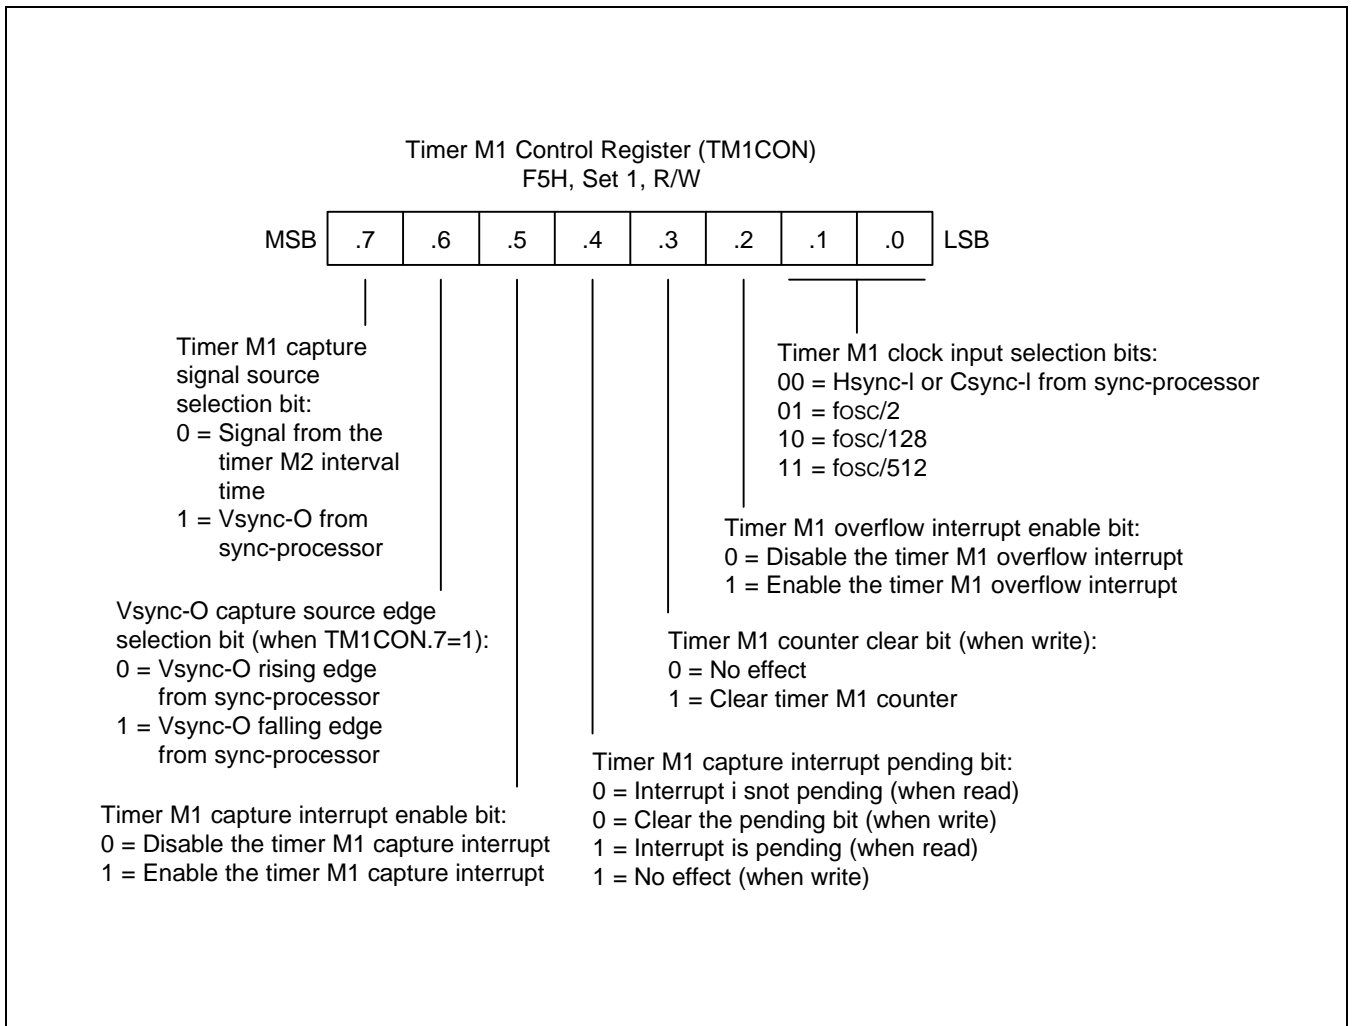 Timer M1 Control Register (TM1CON)
F5H, Set 1, R/W
MSB .7 .6 .5 .4 .3 .2 .1 .0 LSB
Timer M1 capture
signal source
selection bit:
0 = Signal from the
timer M2 interval
time
1 = Vsync-O from
sync-processor
Vsync-O capture source edge
selection bit (when TM1CON.7=1):
0 = Vsync-O rising edge
from sync-processor
1 = Vsync-O falling edge
from sync-processor
Timer M1 capture interrupt enable bit:
0 = Disable the timer M1 capture interrupt
1 = Enable the timer M1 capture interrupt
Timer M1 capture interrupt pending bit:
0 = Interrupt i snot pending (when read)
0 = Clear the pending bit (when write)
1 = Interrupt is pending (when read)
1 = No effect (when write)
Timer M1 counter clear bit (when write):
0 = No effect
1 = Clear timer M1 counter
Timer M1 overflow interrupt enable bit:
0 = Disable the timer M1 overflow interrupt
1 = Enable the timer M1 overflow interrupt
Timer M1 clock input selection bits:
00 = Hsync-I or Csync-I from sync-processor
01 = fosc/2
10 = fosc/128
11 = fosc/512